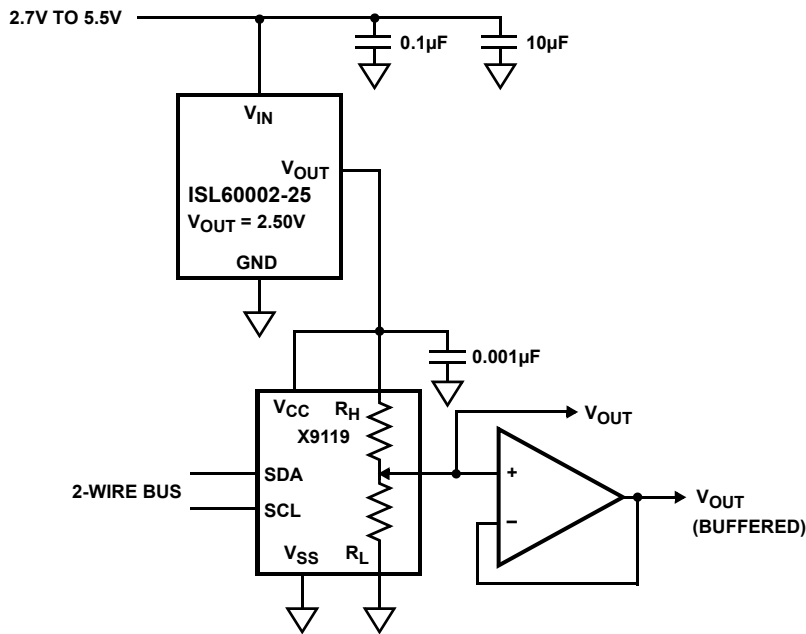 2.7V TO 5.5V
0.1µF
10µF
VIN
VOUT
ISL60002-25
VOUT = 2.50V
GND
0.001µF
VCC
RH
X9119
VOUT
2-WIRE BUS
SDA
SCL
+
−
VOUT
(BUFFERED)
VSS
RL